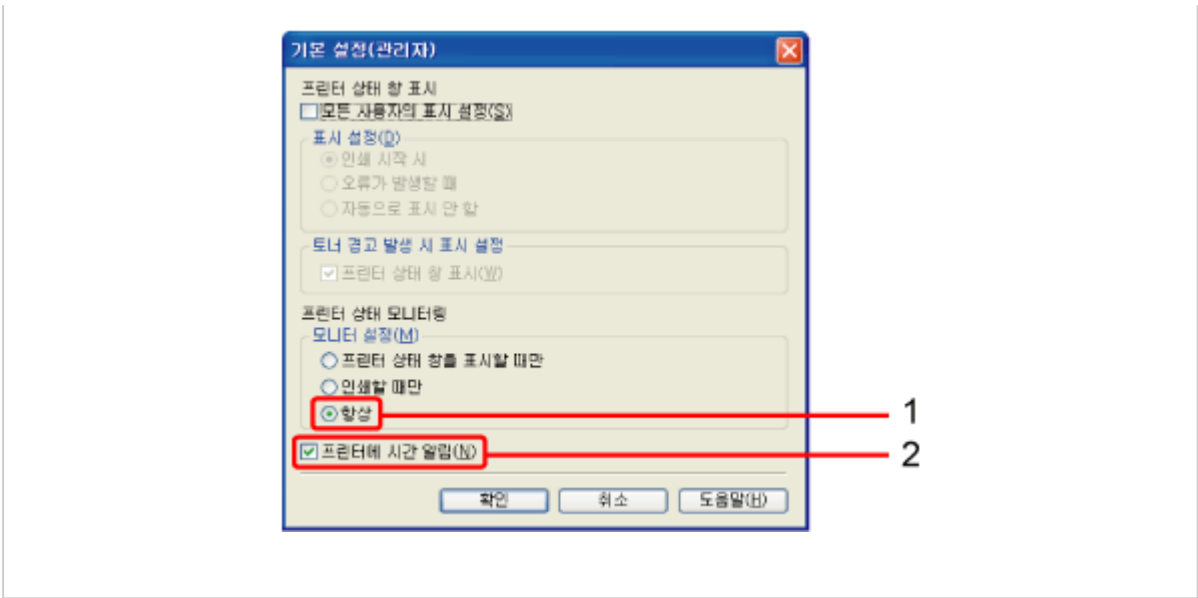 기본 설정(관리자)
프린터 상태 창 표시
모든 사용자의 표시 설정(S)
표시 설정(D)
인쇄 시작 시
오류가 발생할 때
자동으로 표시 안 함
토너 경고 발생 시 표시 설정
프린터 상태 창 표시(W)
프린터 상태 모니터링
모니터 설정(M)
프린터 상태 창를 표시할 때만
인쇄할 때만
항상
1
프린터에 시간 알림(N)
2
확인
취소
도움말(H)